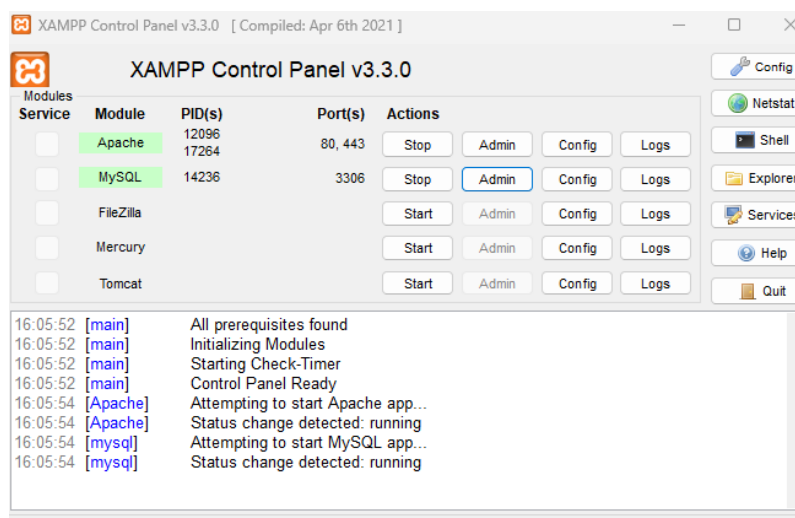 XAMPP Control Panel v3.3.0 [ Compiled: Apr 6th 2021 ]
XAMPP Control Panel v3.3.0
Config
Modules
Service Module PID(s) Port(s) Actions
Netstat
Apache 12096 17264 80, 443 Stop Admin Config Logs
Shell
MySQL 14236 3306 Stop Admin Config Logs
Explorer
FileZilla Start Admin Config Logs
Services
Mercury Start Admin Config Logs
Help
Tomcat Start Admin Config Logs
Quit
16:05:52 [main] All prerequisites found
16:05:52 [main] Initializing Modules
16:05:52 [main] Starting Check-Timer
16:05:52 [main] Control Panel Ready
16:05:54 [Apache] Attempting to start Apache app...
16:05:54 [Apache] Status change detected: running
16:05:54 [mysql] Attempting to start MySQL app...
16:05:54 [mysql] Status change detected: running